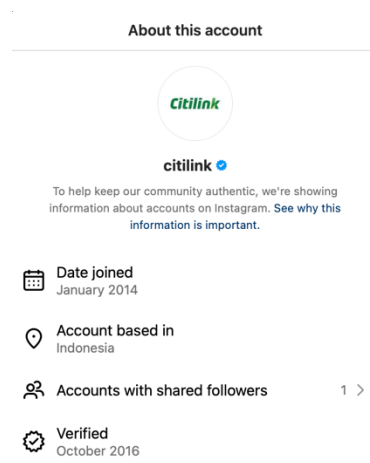 About this account
Citilink
citilink
To help keep our community authentic, we're showing
information about accounts on Instagram. See why this
information is important.
Date joined
January 2014
Account based in
Indonesia
Accounts with shared followers 1
Verified
October 2016